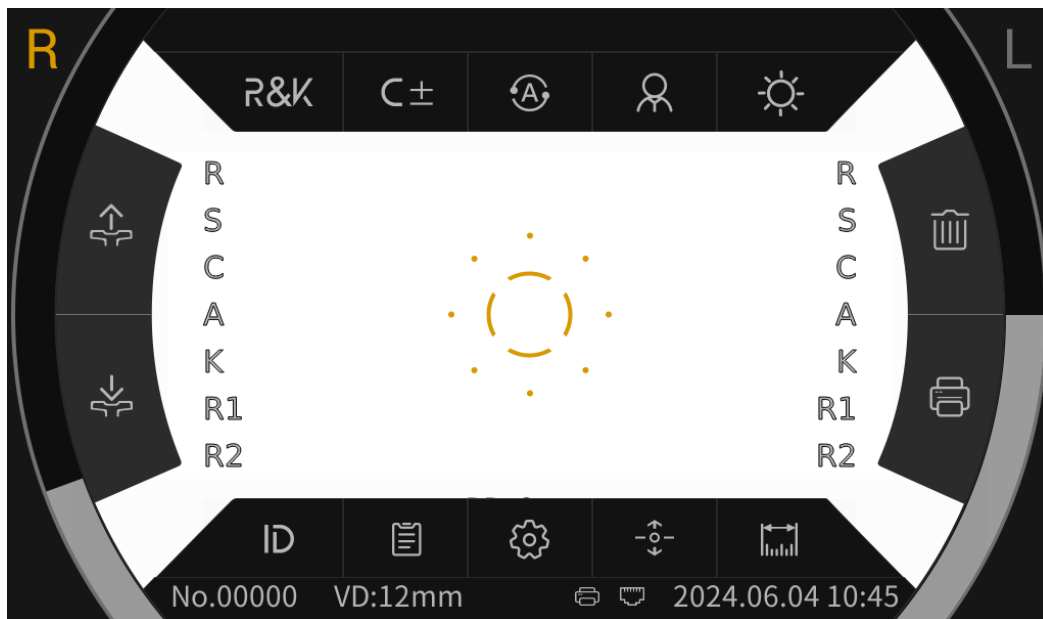 R L
R&K C± A
R R
S S
C C
A A
K K
R1 R1
R2 R2
ID
No.00000 VD:12mm 2024.06.04 10:45